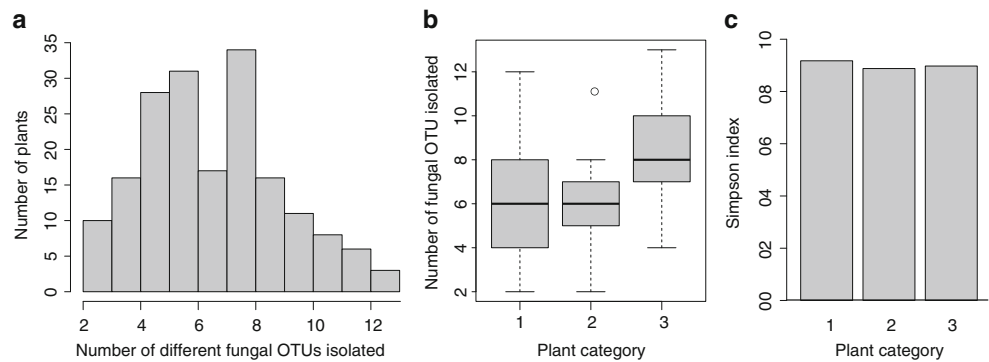 a
Number of plants
35
30
25
20
15
10
5
0
2 4 6 8 10 12
Number of different fungal OTUs isolated
b
Number of fungal OTU isolated
12
10
8
6
4
2
1 2 3
Plant category
c
Simpson index
10
08
06
04
02
00
1 2 3
Plant category